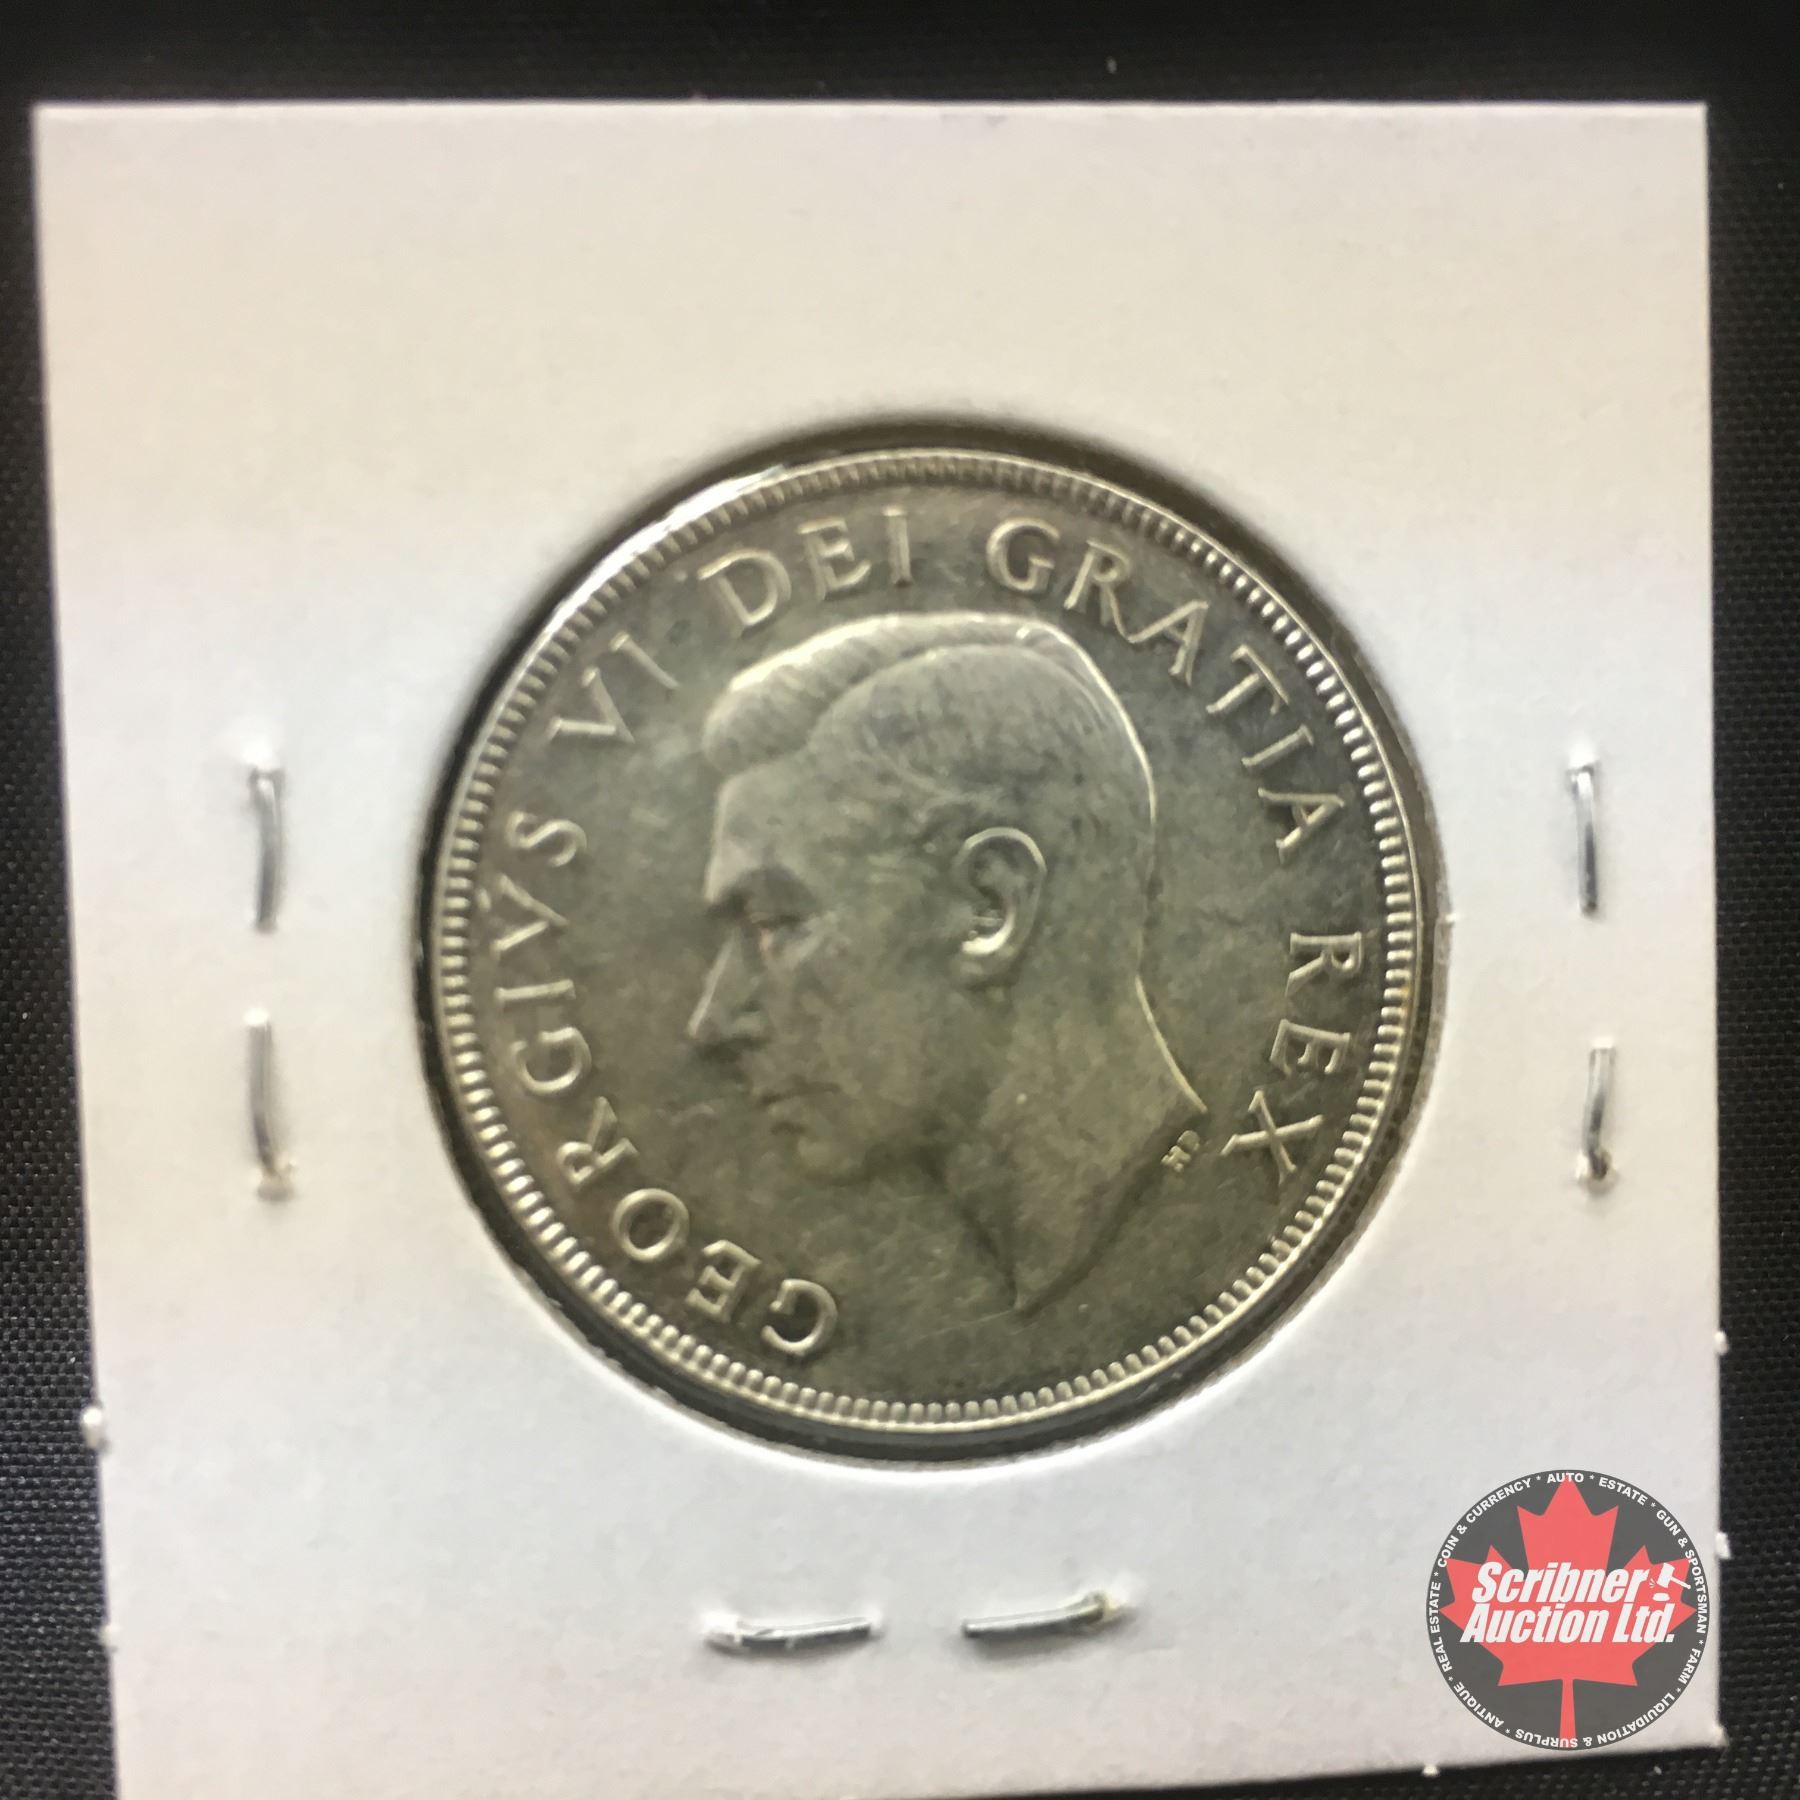 GEORGIVS VI DEI GRATIA REX
HP
COIN & CURRENCY * AUTO * ESTATE * GUN & SPORTSMAN * FARM * LIQUIDATION & SURPLUS * ANTIQUE * REAL ESTATE *
Scribner
Auction Ltd.